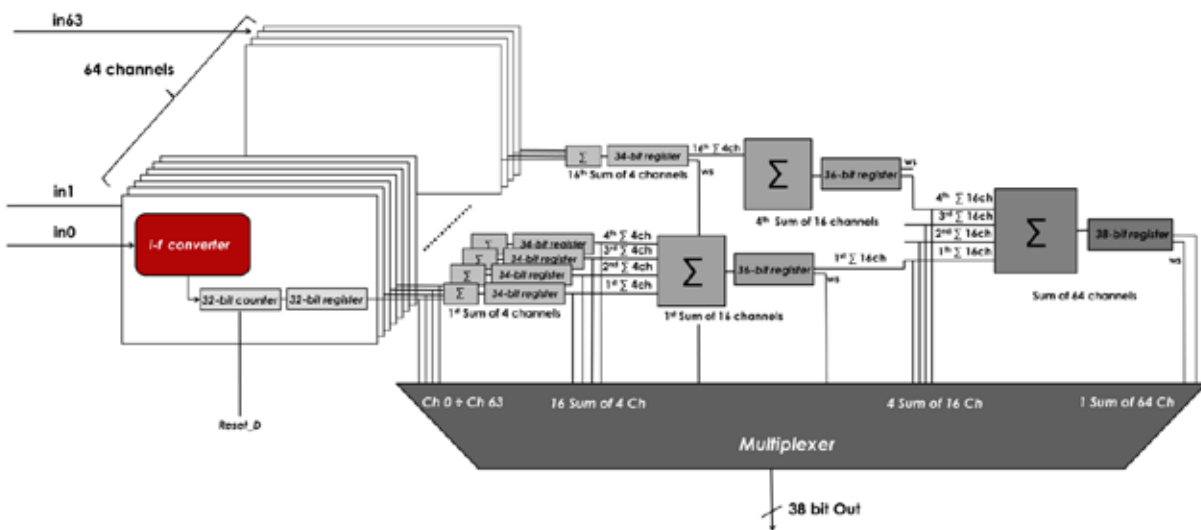 in63
64 channels
in1
in0
i-f converter
32-bit counter
32-bit register
Reset_D
Σ
34-bit register
16th Σ 4ch
16th Sum of 4 channels
ws
Σ
36-bit register
ws
4th Sum of 16 channels
Σ
34-bit register
4th Σ 4ch
Σ
34-bit register
3rd Σ 4ch
Σ
34-bit register
2nd Σ 4ch
Σ
34-bit register
1st Σ 4ch
1st Sum of 4 channels
Σ
36-bit register
1st Σ 16ch
ws
1st Sum of 16 channels
4th Σ 16ch
3rd Σ 16ch
2nd Σ 16ch
1th Σ 16ch
Σ
38-bit register
ws
Sum of 64 channels
Ch 0 ÷ Ch 63
16 Sum of 4 Ch
4 Sum of 16 Ch
1 Sum of 64 Ch
Multiplexer
38 bit Out